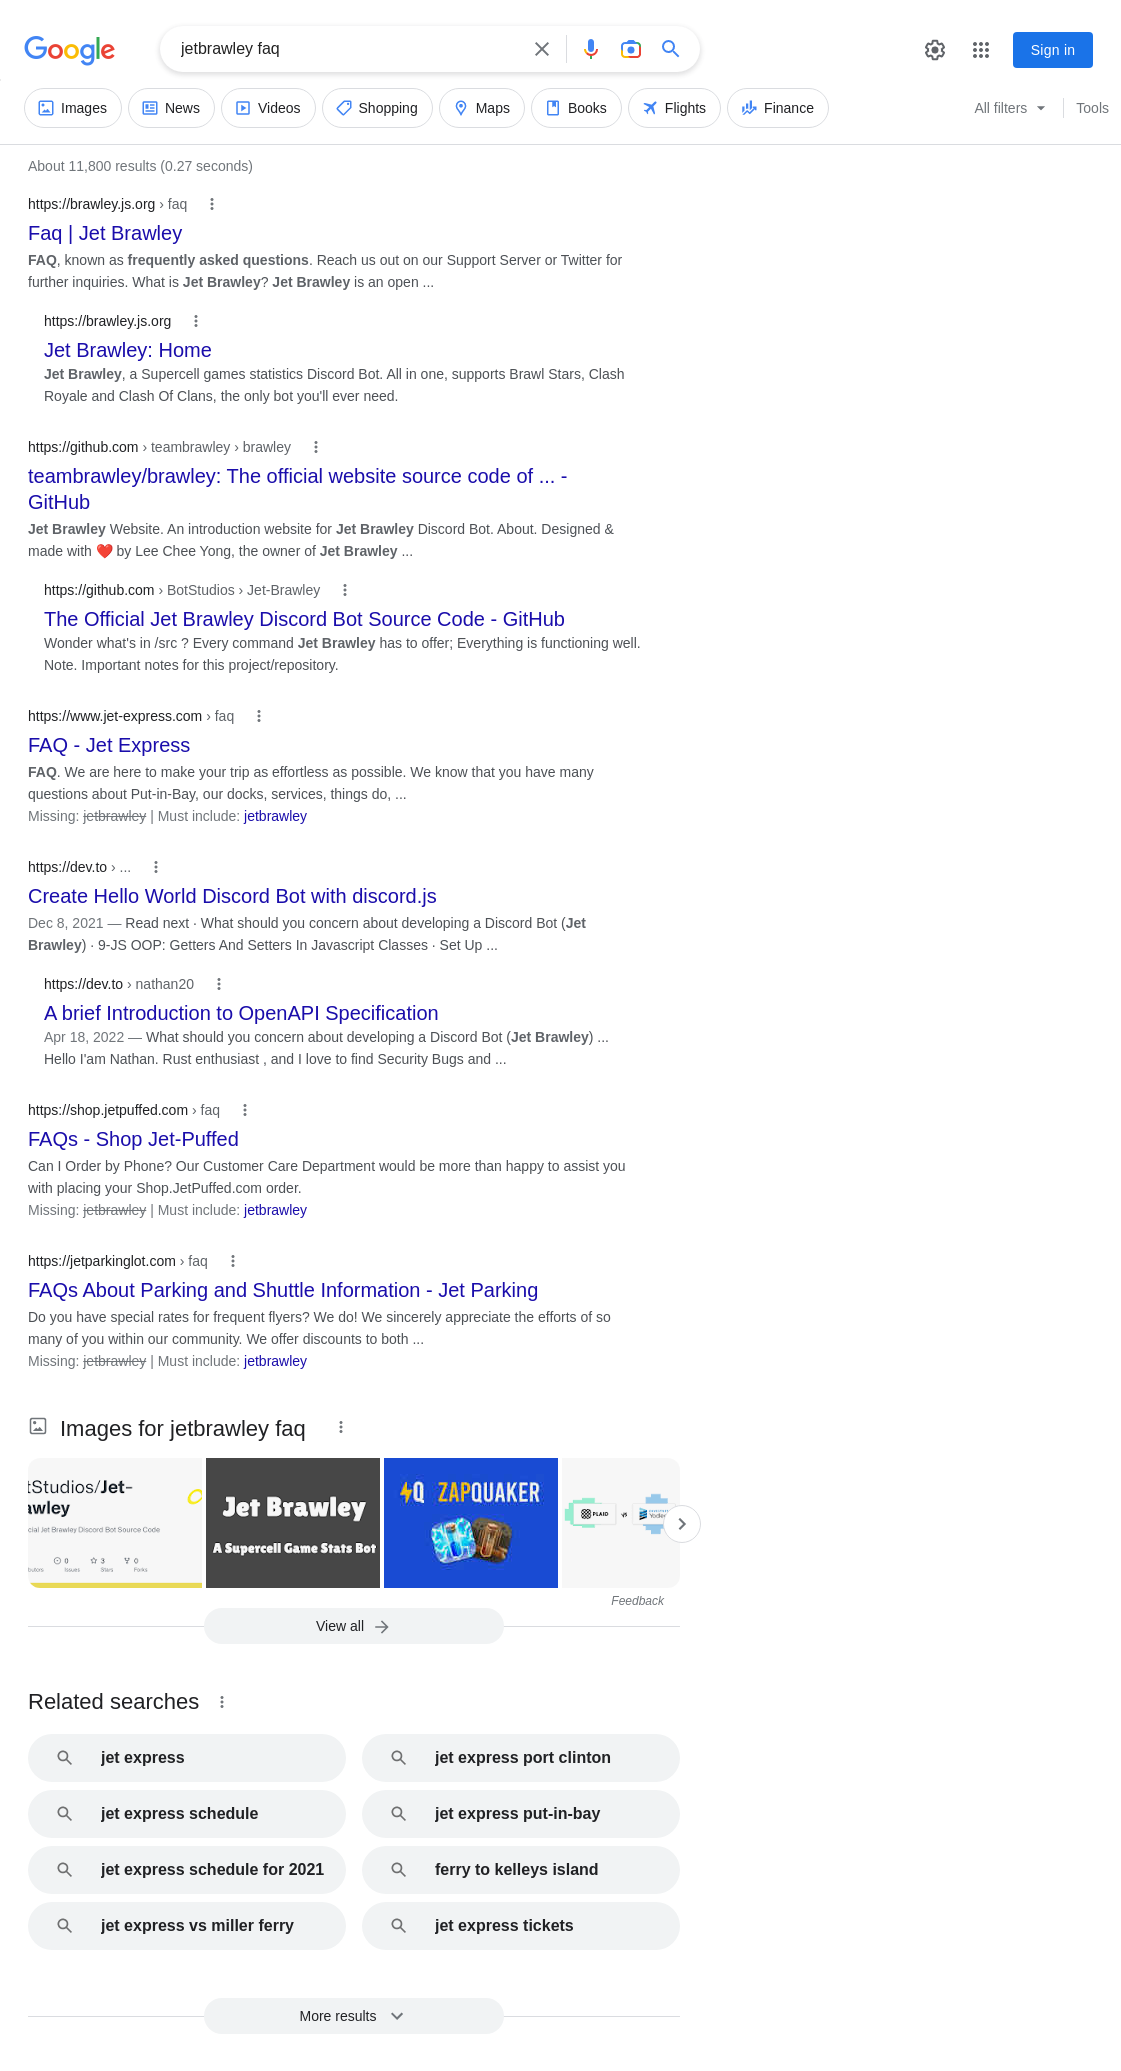 Google
jetbrawley faq
Sign in
Images News Videos Shopping Maps Books Flights Finance All filters Tools
About 11,800 results (0.27 seconds)
https://brawley.js.org › faq
Faq | Jet Brawley
FAQ, known as frequently asked questions. Reach us out on our Support Server or Twitter for
further inquiries. What is Jet Brawley? Jet Brawley is an open ...
https://brawley.js.org
Jet Brawley: Home
Jet Brawley, a Supercell games statistics Discord Bot. All in one, supports Brawl Stars, Clash
Royale and Clash Of Clans, the only bot you'll ever need.
https://github.com › teambrawley › brawley
teambrawley/brawley: The official website source code of ... -
GitHub
Jet Brawley Website. An introduction website for Jet Brawley Discord Bot. About. Designed &
made with ❤️ by Lee Chee Yong, the owner of Jet Brawley ...
https://github.com › BotStudios › Jet-Brawley
The Official Jet Brawley Discord Bot Source Code - GitHub
Wonder what's in /src ? Every command Jet Brawley has to offer; Everything is functioning well.
Note. Important notes for this project/repository.
https://www.jet-express.com › faq
FAQ - Jet Express
FAQ. We are here to make your trip as effortless as possible. We know that you have many
questions about Put-in-Bay, our docks, services, things do, ...
Missing: jetbrawley | Must include: jetbrawley
https://dev.to › ...
Create Hello World Discord Bot with discord.js
Dec 8, 2021 — Read next · What should you concern about developing a Discord Bot (Jet
Brawley) · 9-JS OOP: Getters And Setters In Javascript Classes · Set Up ...
https://dev.to › nathan20
A brief Introduction to OpenAPI Specification
Apr 18, 2022 — What should you concern about developing a Discord Bot (Jet Brawley) ...
Hello I'am Nathan. Rust enthusiast , and I love to find Security Bugs and ...
https://shop.jetpuffed.com › faq
FAQs - Shop Jet-Puffed
Can I Order by Phone? Our Customer Care Department would be more than happy to assist you
with placing your Shop.JetPuffed.com order.
Missing: jetbrawley | Must include: jetbrawley
https://jetparkinglot.com › faq
FAQs About Parking and Shuttle Information - Jet Parking
Do you have special rates for frequent flyers? We do! We sincerely appreciate the efforts of so
many of you within our community. We offer discounts to both ...
Missing: jetbrawley | Must include: jetbrawley
Images for jetbrawley faq
tStudios/Jet-
awley
cial Jet Brawley Discord Bot Source Code
0 3 0
Issues Stars Forks
Jet Brawley
A Supercell Game Stats Bot
Q ZAPQUAKER
PLAID VS Yodlee
Feedback
View all
Related searches
jet express
jet express port clinton
jet express schedule
jet express put-in-bay
jet express schedule for 2021
ferry to kelleys island
jet express vs miller ferry
jet express tickets
More results